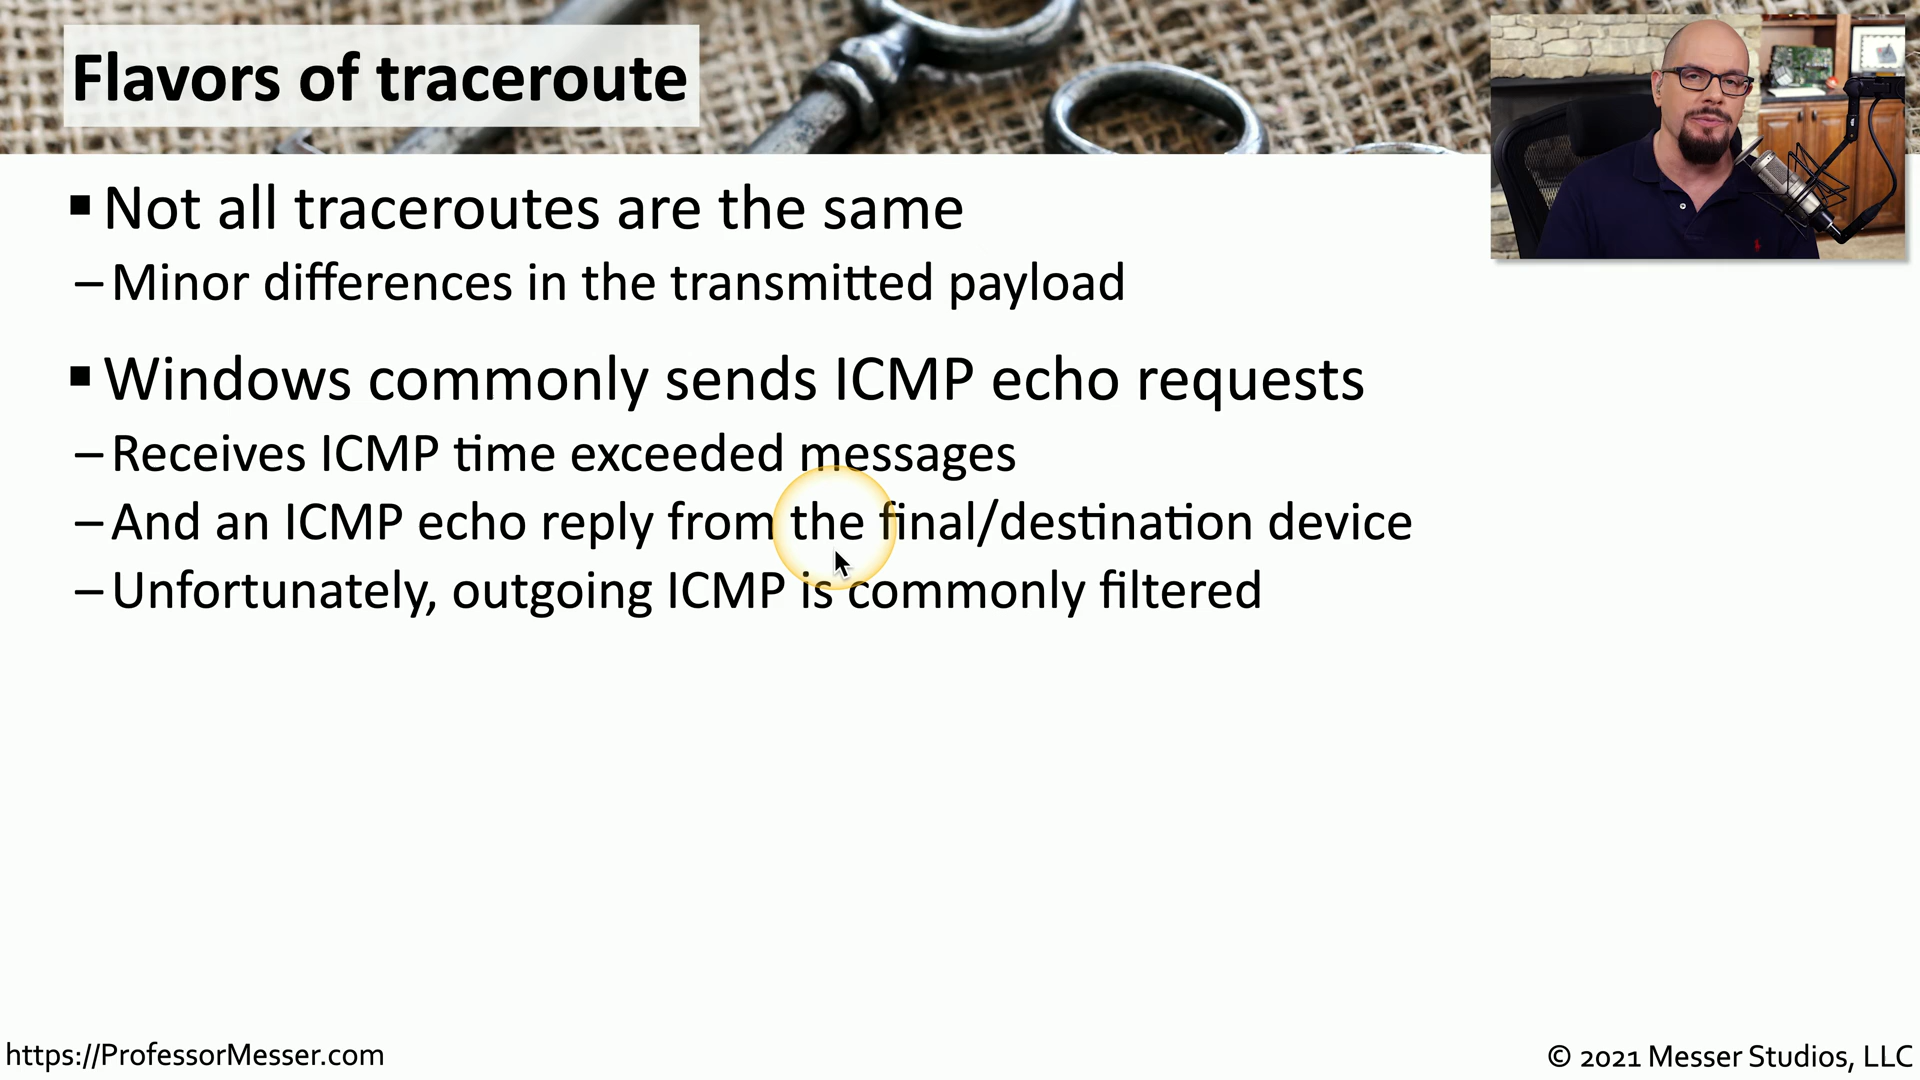 Flavors of traceroute
▪ Not all traceroutes are the same
– Minor differences in the transmitted payload
▪ Windows commonly sends ICMP echo requests
– Receives ICMP time exceeded messages
– And an ICMP echo reply from the final/destination device
– Unfortunately, outgoing ICMP is commonly filtered
https://ProfessorMesser.com
© 2021 Messer Studios, LLC